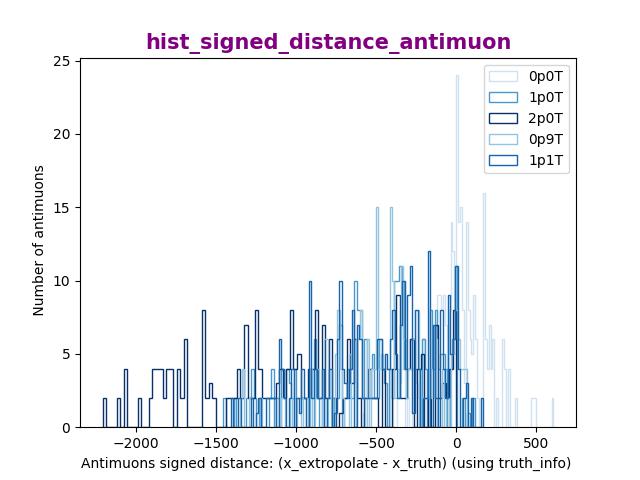 hist_signed_distance_antimuon
25
20
15
10
5
0
Number of antimuons
0p0T
1p0T
2p0T
0p9T
1p1T
−2000 −1500 −1000 −500 0 500
Antimuons signed distance: (x_extropolate - x_truth) (using truth_info)